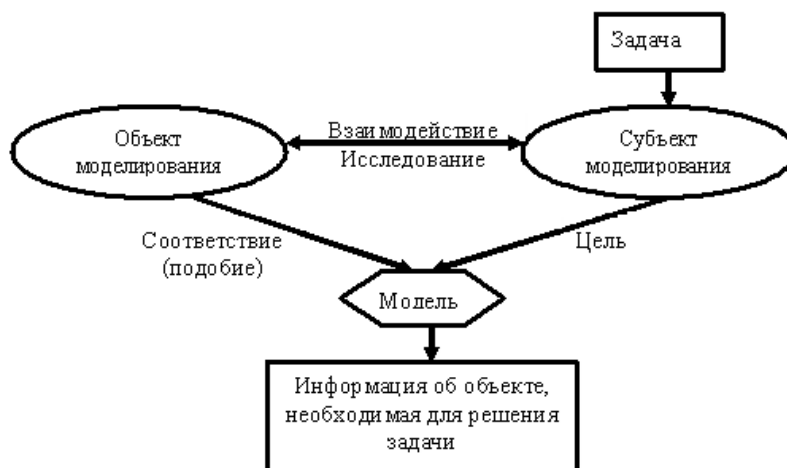 Задача
Взаимодействие
Исследование
Объект
моделирования
Субъект
моделирования
Соответствие
(подобие)
Цель
Модель
Информация об объекте,
необходимая для решения
задачи